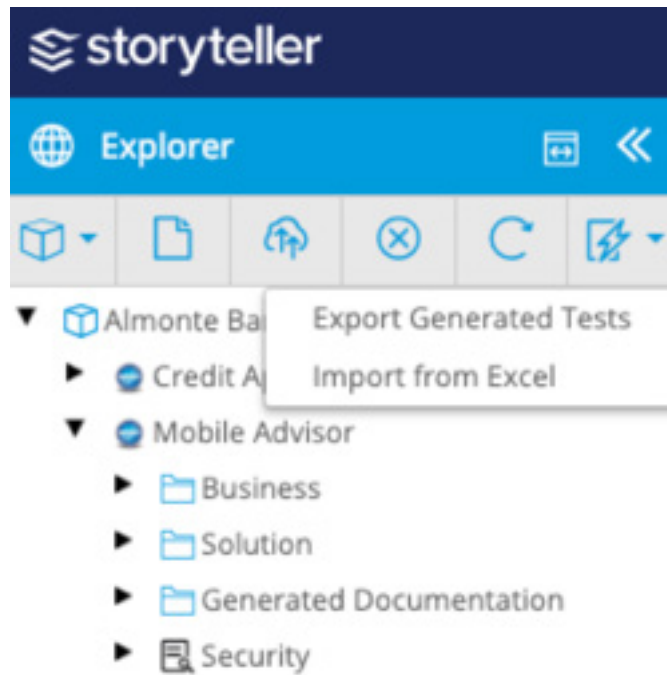 storyteller
Explorer
Almonte Ba
Export Generated Tests
Credit A
Import from Excel
Mobile Advisor
Business
Solution
Generated Documentation
Security